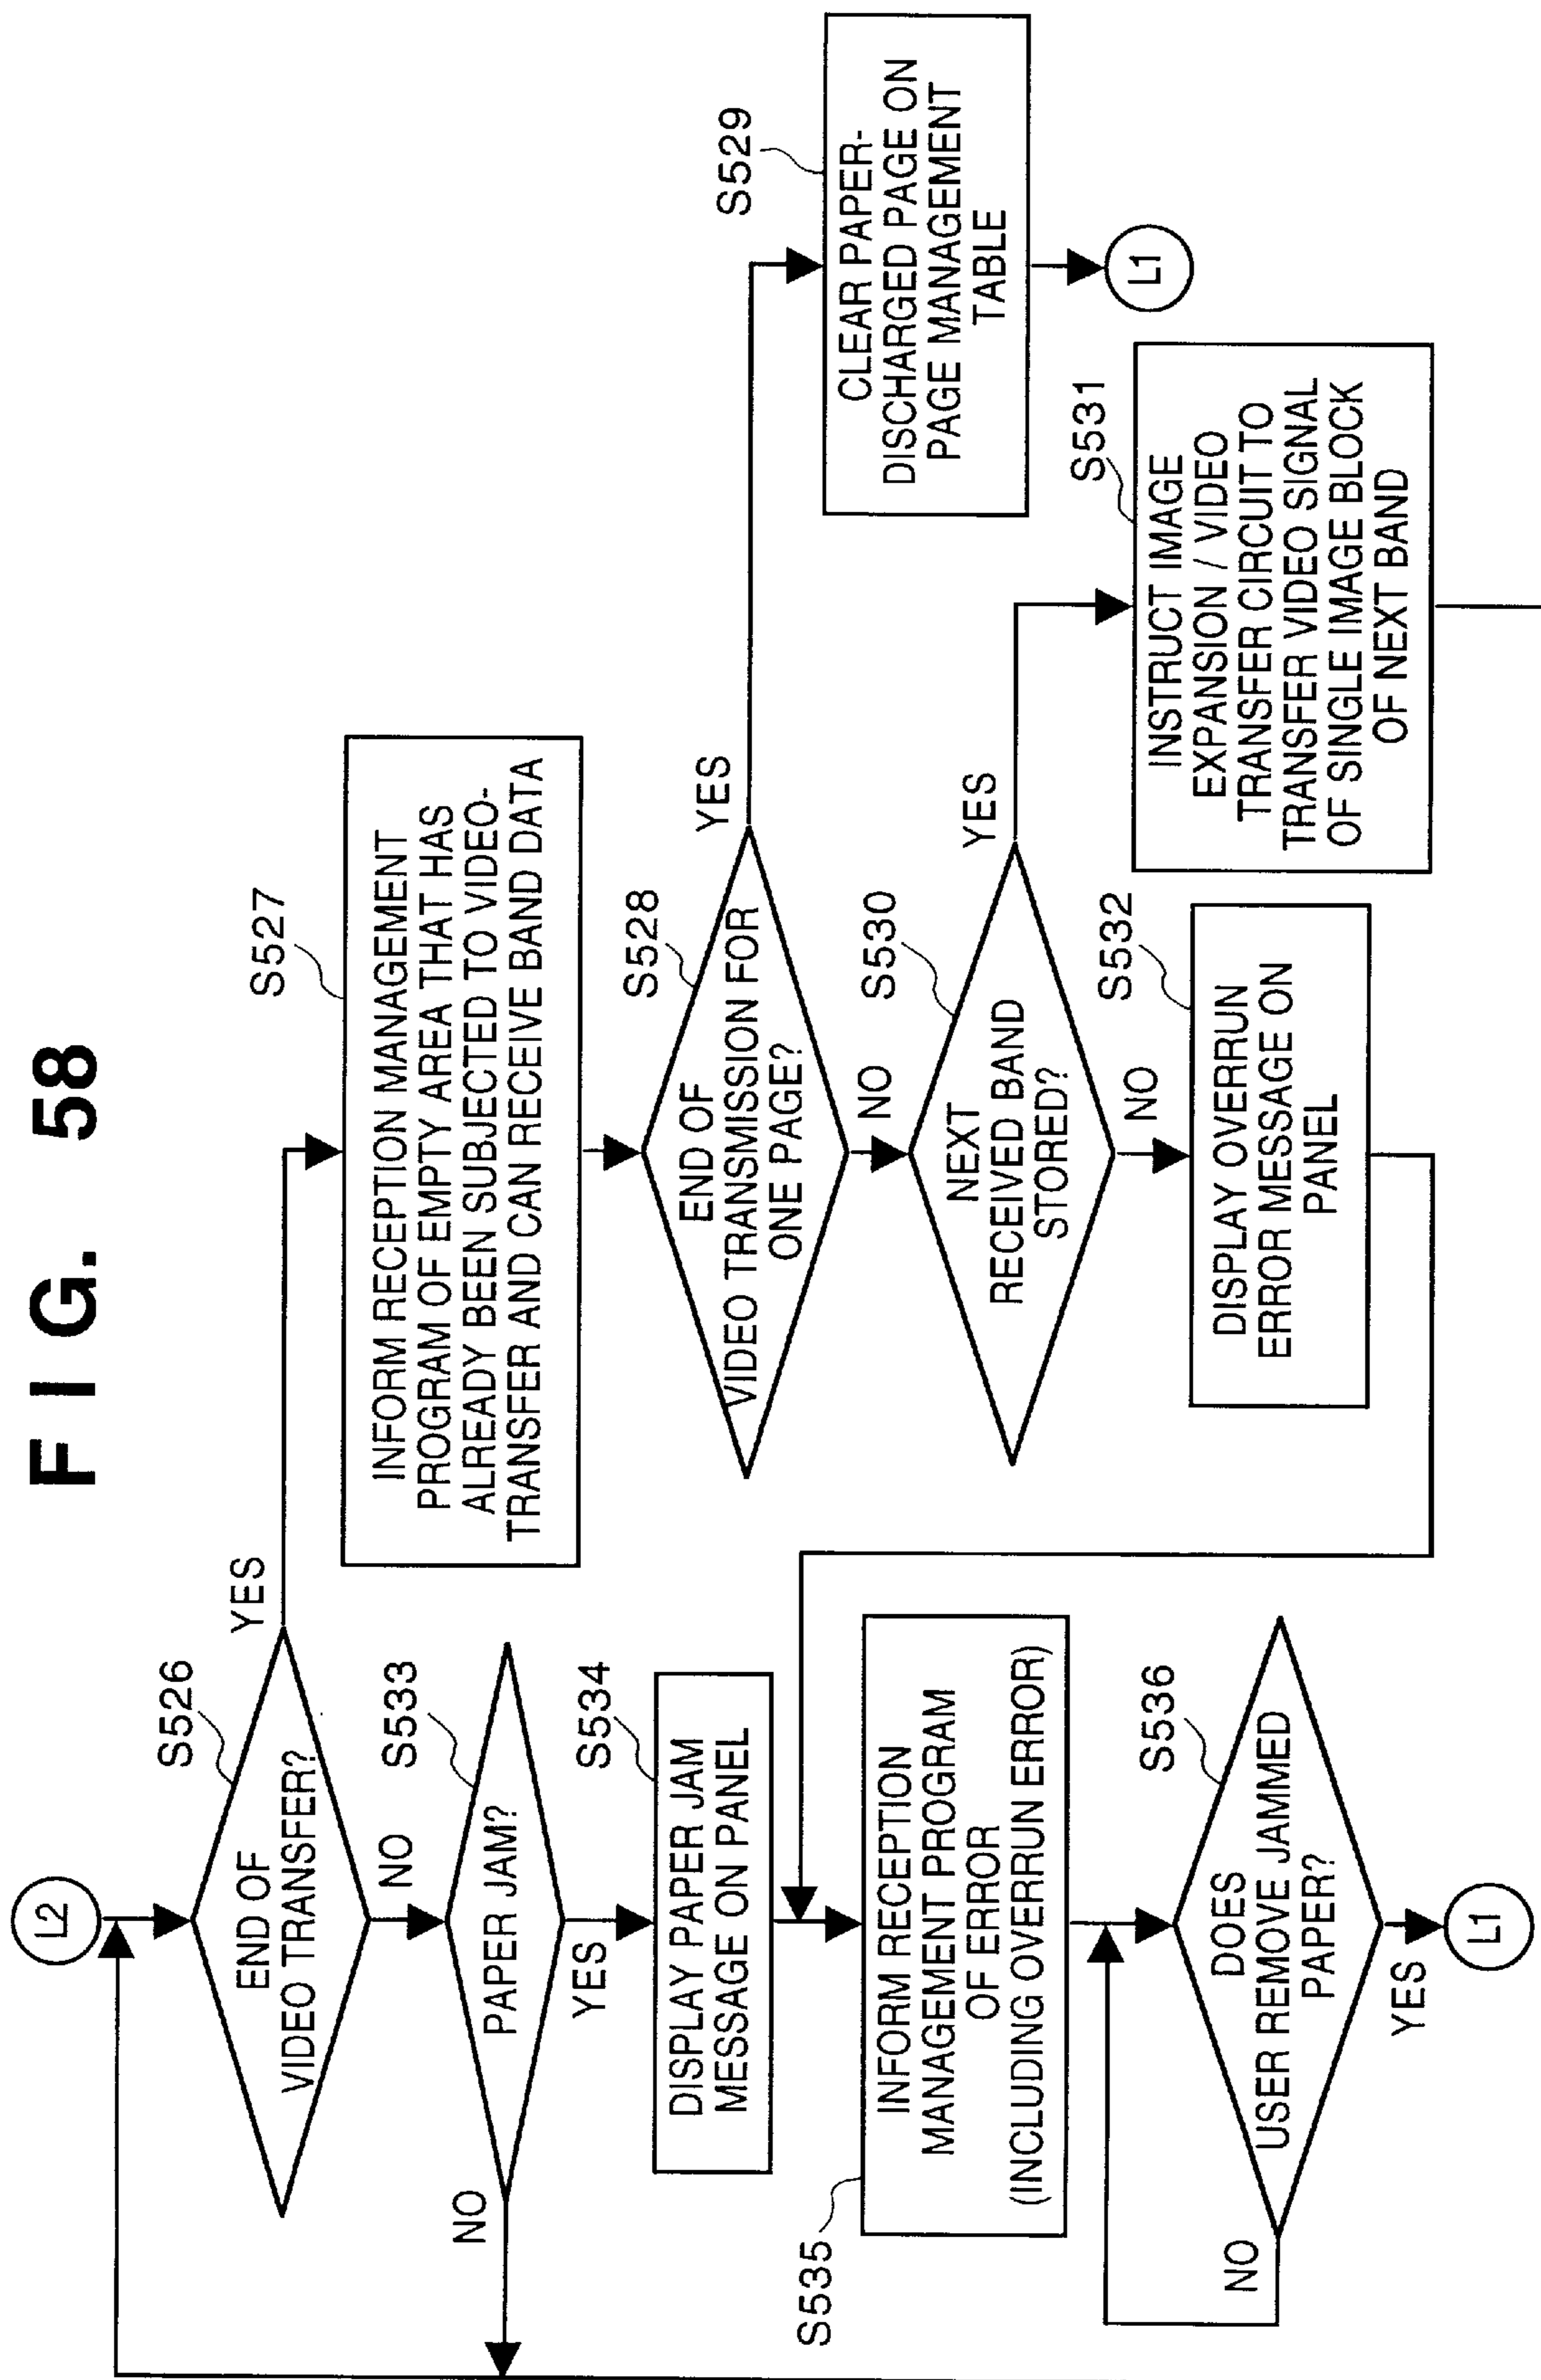 FIG. 58
L2
S526
END OF
VIDEO TRANSFER?
YES
NO
S533
PAPER JAM?
NO
YES
S534
DISPLAY PAPER JAM
MESSAGE ON PANEL
S535
INFORM RECEPTION
MANAGEMENT PROGRAM
OF ERROR
(INCLUDING OVERRUN ERROR)
S536
DOES
USER REMOVE JAMMED
PAPER?
NO
YES
L1
S527
INFORM RECEPTION MANAGEMENT
PROGRAM OF EMPTY AREA THAT HAS
ALREADY BEEN SUBJECTED TO VIDEO-
TRANSFER AND CAN RECEIVE BAND DATA
S528
END OF
VIDEO TRANSMISSION FOR
ONE PAGE?
YES
NO
S530
NEXT
RECEIVED BAND
STORED?
YES
NO
S532
DISPLAY OVERRUN
ERROR MESSAGE ON
PANEL
S529
CLEAR PAPER-
DISCHARGED PAGE ON
PAGE MANAGEMENT
TABLE
L1
S531
INSTRUCT IMAGE
EXPANSION / VIDEO
TRANSFER CIRCUIT TO
TRANSFER VIDEO SIGNAL
OF SINGLE IMAGE BLOCK
OF NEXT BAND